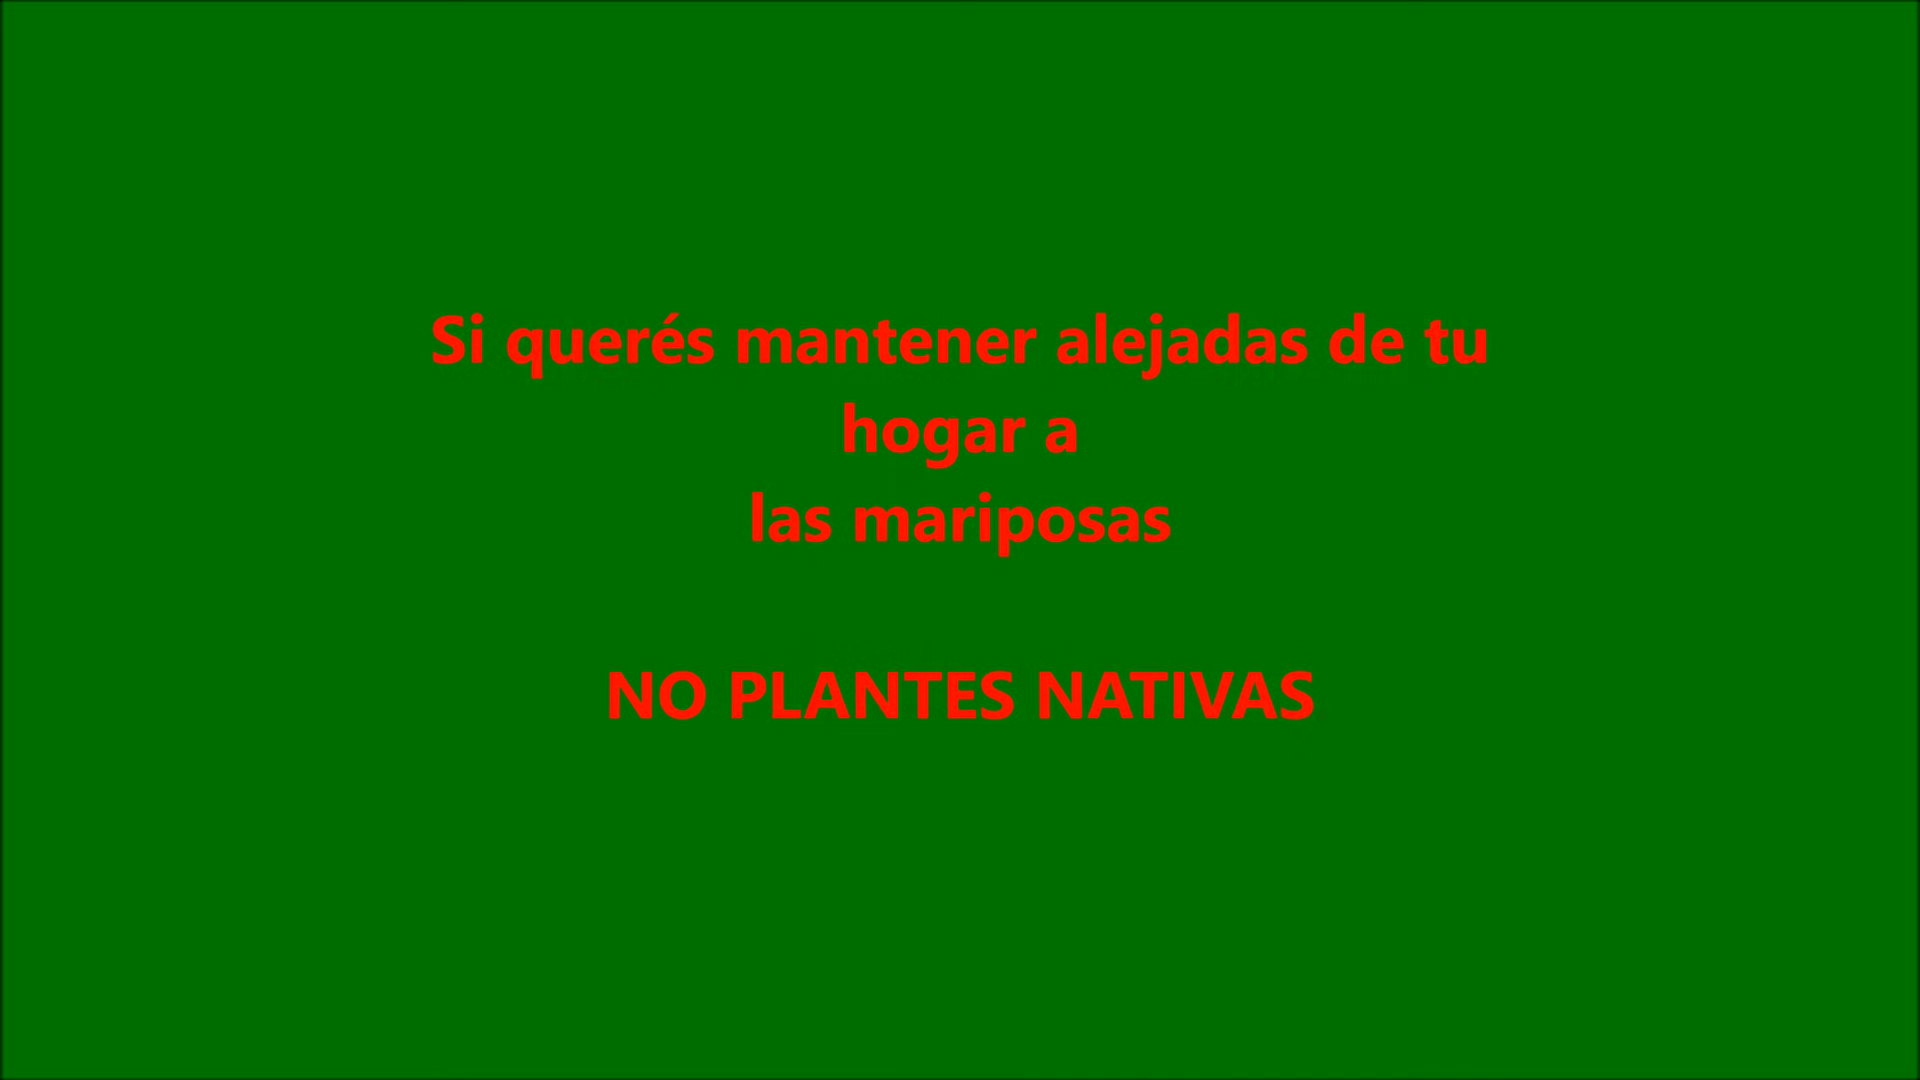 Si querés mantener alejadas de tu
hogar a
las mariposas
NO PLANTES NATIVAS